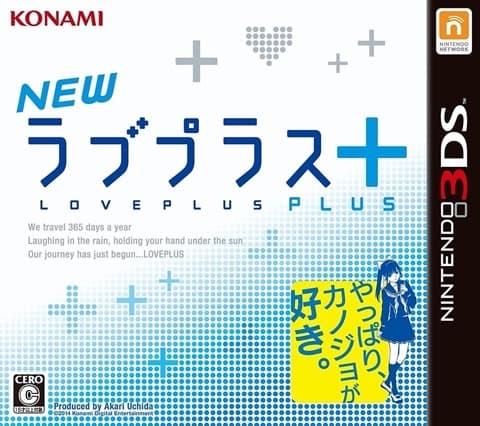 KONAMI
NINTENDO
NETWORK
NEW
ラブプラス+
LOVEPLUS PLUS
We travel 365 days a year
Laughing in the rain, holding your hand under the sun
Our journey has just begun...LOVEPLUS
やっぱり、
カノジョが
好き。
CERO
C
Produced by Akari Uchida
©2014 Konami Digital Entertainment
NINTENDO3DS™